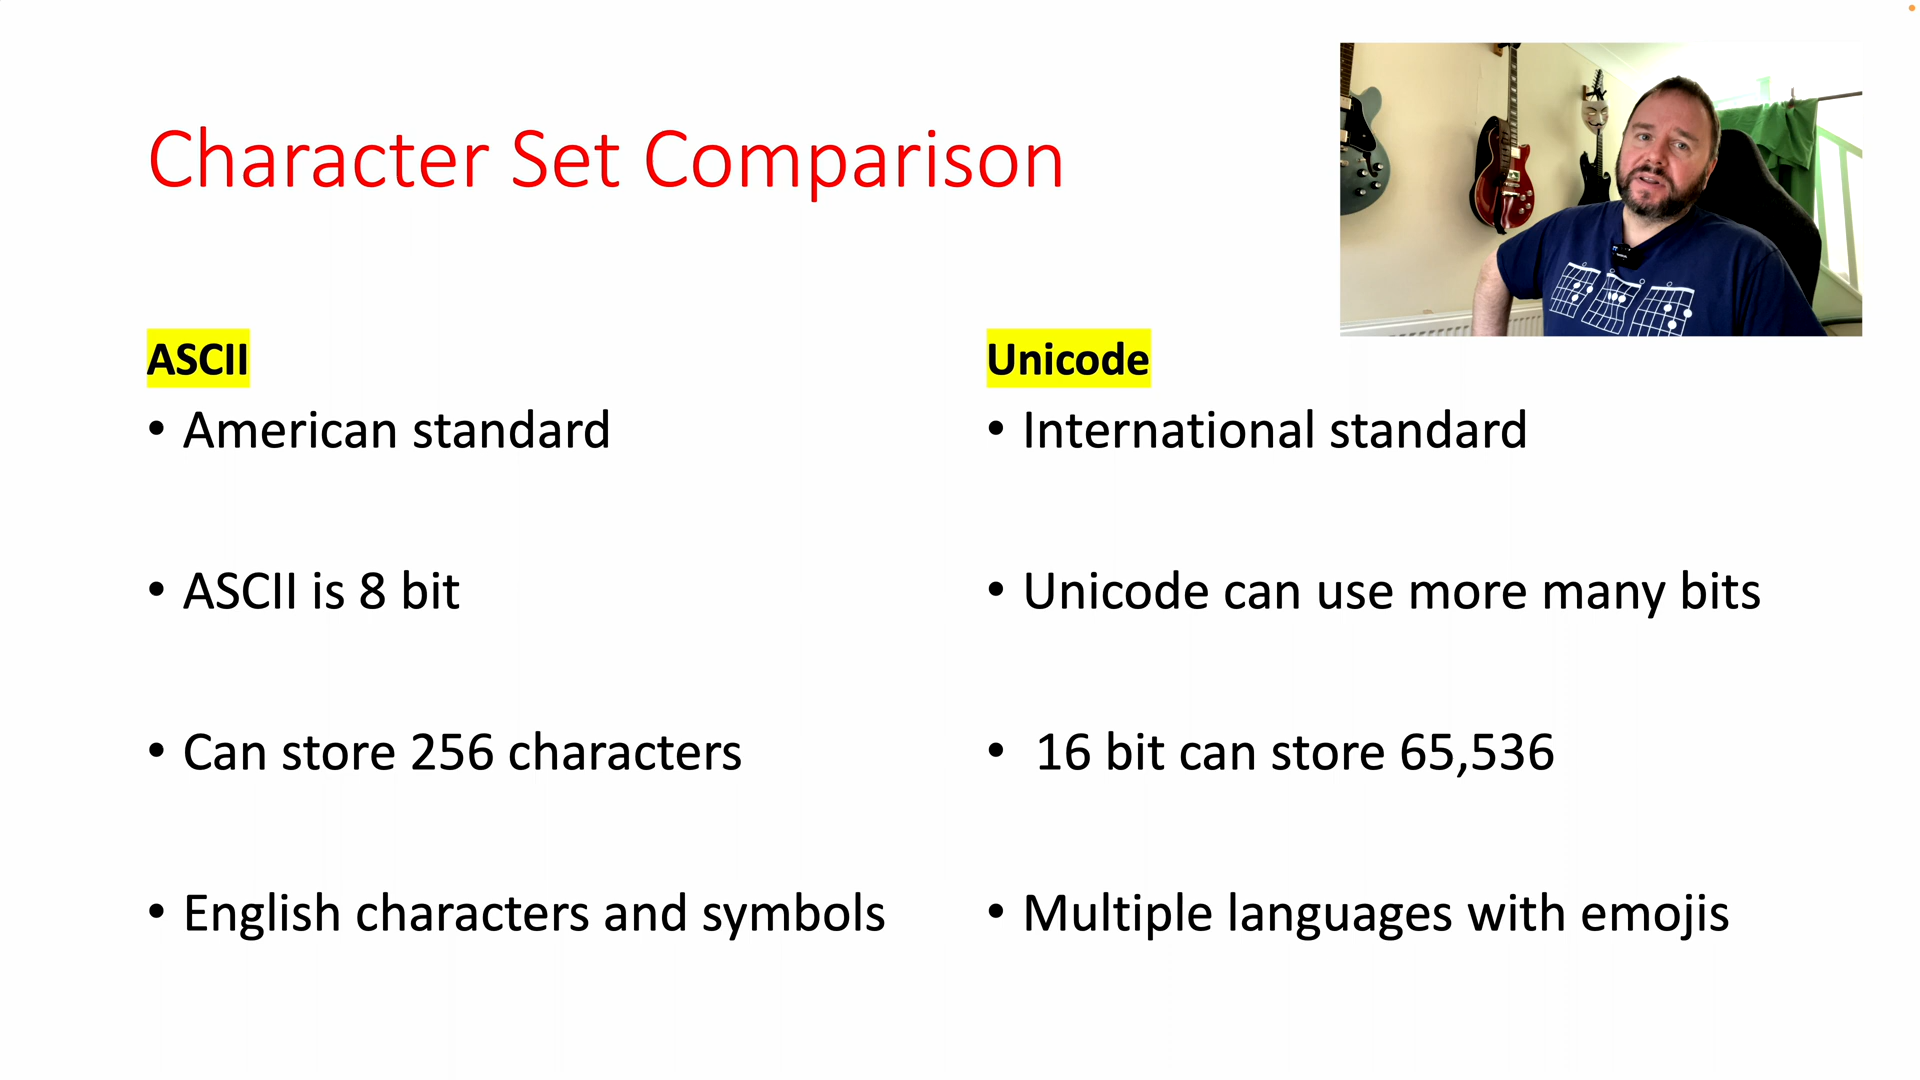 Character Set Comparison
ASCII
• American standard
• ASCII is 8 bit
• Can store 256 characters
• English characters and symbols
Unicode
• International standard
• Unicode can use more many bits
• 16 bit can store 65,536
• Multiple languages with emojis